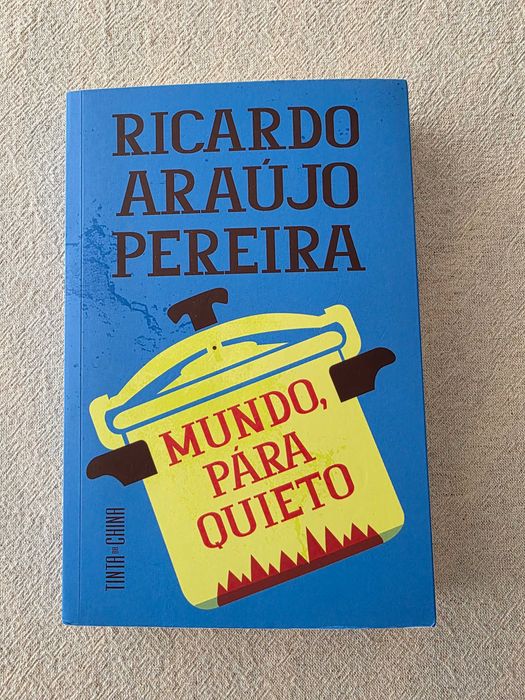 RICARDO
ARAÚJO
PEREIRA
MUNDO,
PÁRA
QUIETO
TINTA DA CHINA